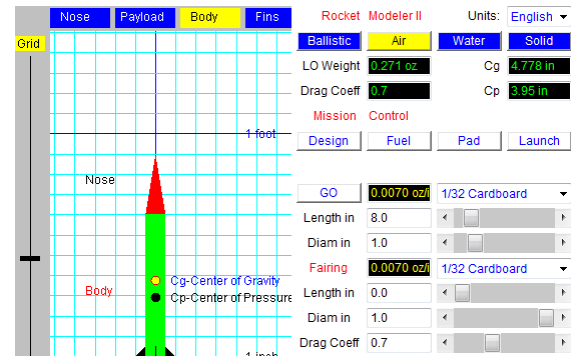 Nose Payload Body Fins
Rocket Modeler II Units: English
Grid
Ballistic Air Water Solid
LO Weight 0.271 oz Cg 4.778 in
Drag Coeff 0.7 Cp 3.95 in
Mission Control
1 foot
Design Fuel Pad Launch
Nose
GO 0.0070 oz/i 1/32 Cardboard
Length in 8.0
Diam in 1.0
Fairing 0.0070 oz/i 1/32 Cardboard
Cg-Center of Gravity
Body
Cp-Center of Pressure
Length in 0.0
Diam in 1.0
Drag Coeff 0.7
1 inch